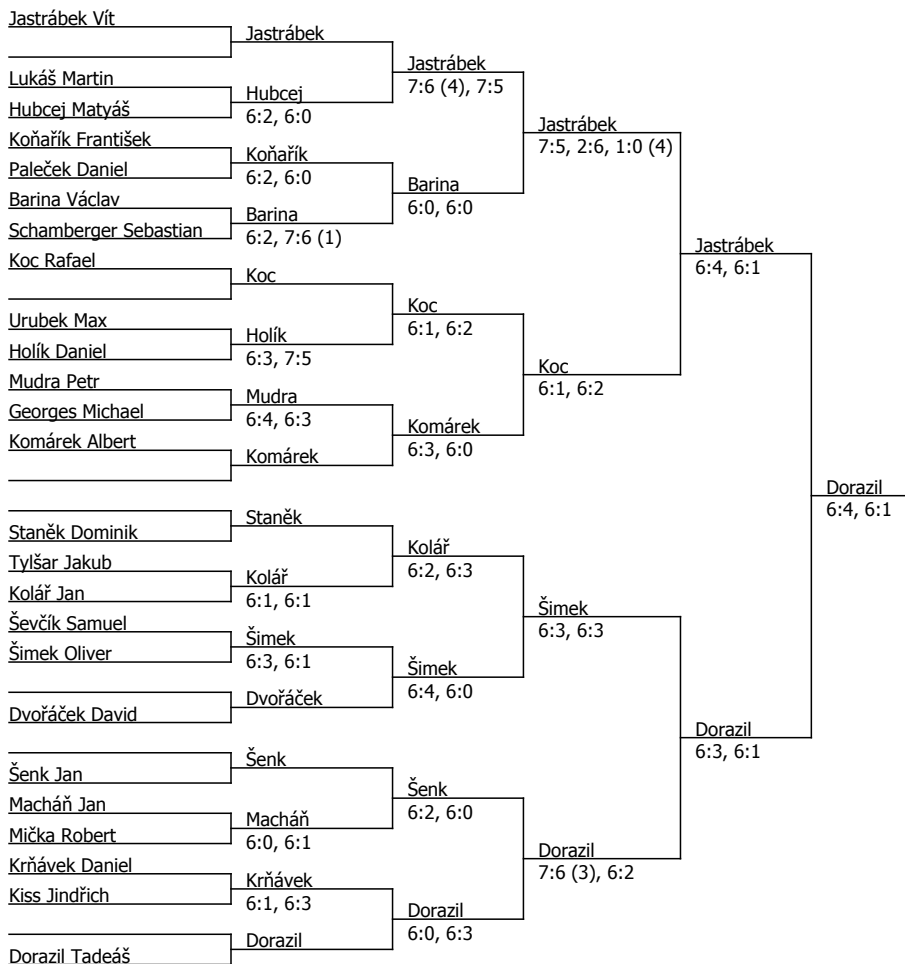 Jastrábek Vít
Lukáš Martin
Hubcej Matyáš
Koňařík František
Paleček Daniel
Barina Václav
Schamberger Sebastian
Koc Rafael
Urubek Max
Holík Daniel
Mudra Petr
Georges Michael
Komárek Albert
Staněk Dominik
Tylšar Jakub
Kolář Jan
Ševčík Samuel
Šimek Oliver
Dvořáček David
Šenk Jan
Macháň Jan
Mička Robert
Krňávek Daniel
Kiss Jindřich
Dorazil Tadeáš
Jastrábek
Hubcej
6:2, 6:0
Koňařík
6:2, 6:0
Barina
6:2, 7:6 (1)
Koc
Holík
6:3, 7:5
Mudra
6:4, 6:3
Komárek
Staněk
Kolář
6:1, 6:1
Šimek
6:3, 6:1
Dvořáček
Šenk
Macháň
6:0, 6:1
Krňávek
6:1, 6:3
Dorazil
Jastrábek
7:6 (4), 7:5
Barina
6:0, 6:0
Koc
6:1, 6:2
Komárek
6:3, 6:0
Kolář
6:2, 6:3
Šimek
6:4, 6:0
Šenk
6:2, 6:0
Dorazil
6:0, 6:3
Jastrábek
7:5, 2:6, 1:0 (4)
Koc
6:1, 6:2
Šimek
6:3, 6:3
Dorazil
7:6 (3), 6:2
Jastrábek
6:4, 6:1
Dorazil
6:3, 6:1
Dorazil
6:4, 6:1